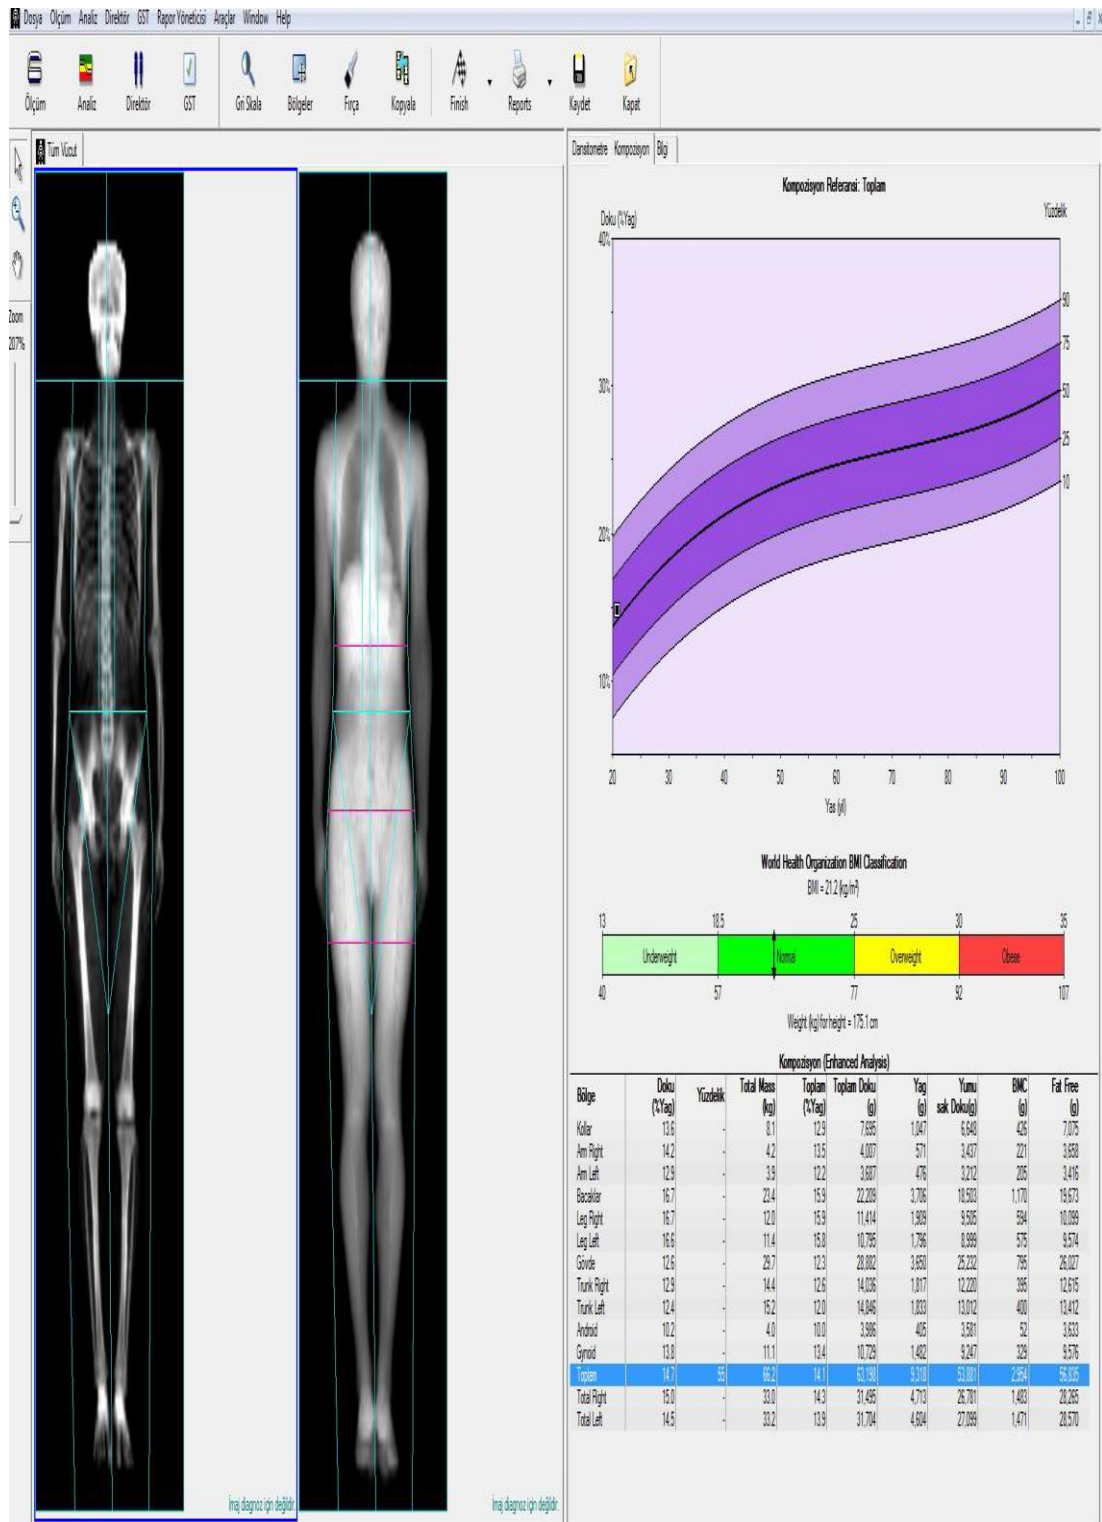 Dosya Ölçüm Analiz Direktör GST Rapor Yöneticisi Araçlar Window Help
Ölçüm Analiz Direktör GST Gri Skala Bölgeler Fırça Kopyala Finish Reports Kaydet Kapat
Tüm Vücut
Dansitometre Kompozisyon Bilgi
Zoom
207%
İmaj diagnoz için değildir.
İmaj diagnoz için değildir.
Kompozisyon Referansi: Toplam
Doku (%Yag) Yüzdelik
40%
30%
20%
10%
90
75
50
25
10
20 30 40 50 60 70 80 90 100
Yas (yil)
World Health Organization BMI Classification
BMI = 21.2 (kg/m²)
13 18.5 25 30 35
Underweight Normal Overweight Obese
40 57 77 92 107
Weight (kg) for height = 175.1 cm
Kompozisyon (Enhanced Analysis)
Bölge Doku (%Yag) Yüzdelik Total Mass (kg) Toplam (%Yag) Toplam Doku (g) Yag (g) Yumu sak Doku(g) BMC (g) Fat Free (g)
Kollar 13.6 - 8.1 12.9 7,695 1,047 6,648 426 7,075
Arm Right 14.2 - 4.2 13.5 4,007 571 3,437 221 3,658
Arm Left 12.9 - 3.9 12.2 3,687 476 3,212 205 3,416
Bacaklar 16.7 - 23.4 15.9 22,209 3,706 18,503 1,170 19,673
Leg Right 16.7 - 12.0 15.9 11,414 1,909 9,505 594 10,099
Leg Left 16.6 - 11.4 15.8 10,795 1,796 8,999 575 9,574
Gövde 12.6 - 29.7 12.3 28,882 3,650 25,232 795 26,027
Trunk Right 12.9 - 14.4 12.6 14,036 1,817 12,220 395 12,615
Trunk Left 12.4 - 15.2 12.0 14,846 1,833 13,012 400 13,412
Android 10.2 - 4.0 10.0 3,986 405 3,581 52 3,633
Gynoid 13.8 - 11.1 13.4 10,729 1,482 9,247 329 9,576
Toplam 14.7 55 66.2 14.1 63,198 9,318 53,881 2,954 56,835
Total Right 15.0 - 33.0 14.3 31,495 4,713 26,781 1,483 28,265
Total Left 14.5 - 33.2 13.9 31,704 4,604 27,099 1,471 28,570